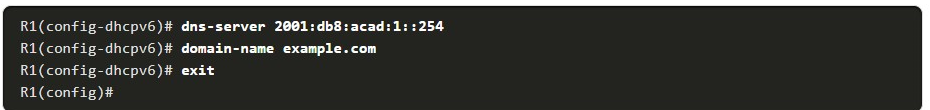 R1(config-dhcpv6)# dns-server 2001:db8:acad:1::254
R1(config-dhcpv6)# domain-name example.com
R1(config-dhcpv6)# exit
R1(config)#